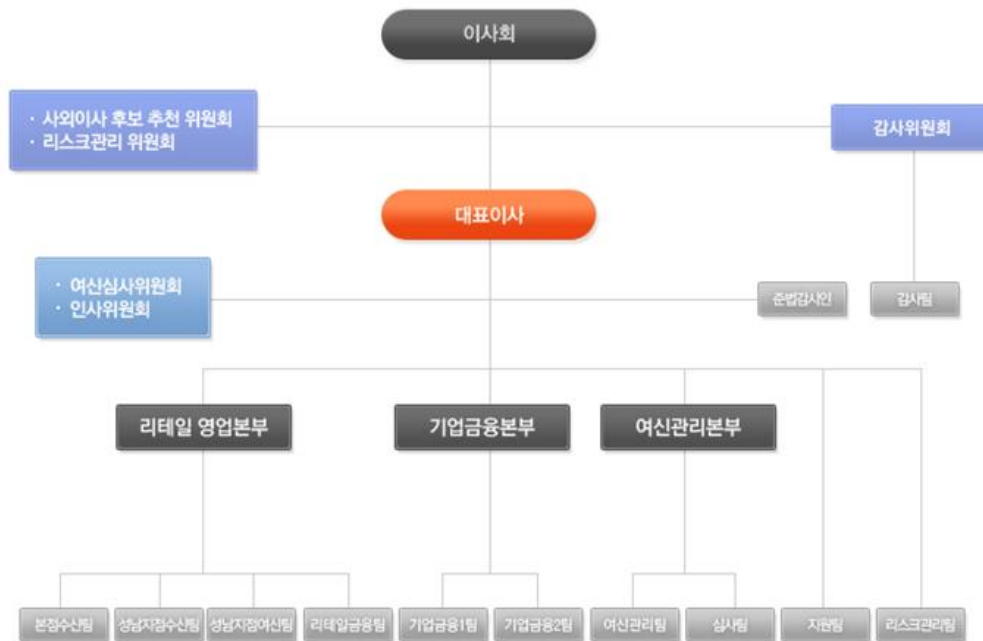 이사회
· 사외이사 후보 추천 위원회
· 리스크관리 위원회
감사위원회
대표이사
· 여신심사위원회
· 인사위원회
준법감시인
감사팀
리테일 영업본부
기업금융본부
여신관리본부
본점수신팀
성남지점수신팀
성남지점여신팀
리테일금융팀
기업금융1팀
기업금융2팀
여신관리팀
심사팀
지원팀
리스크관리팀